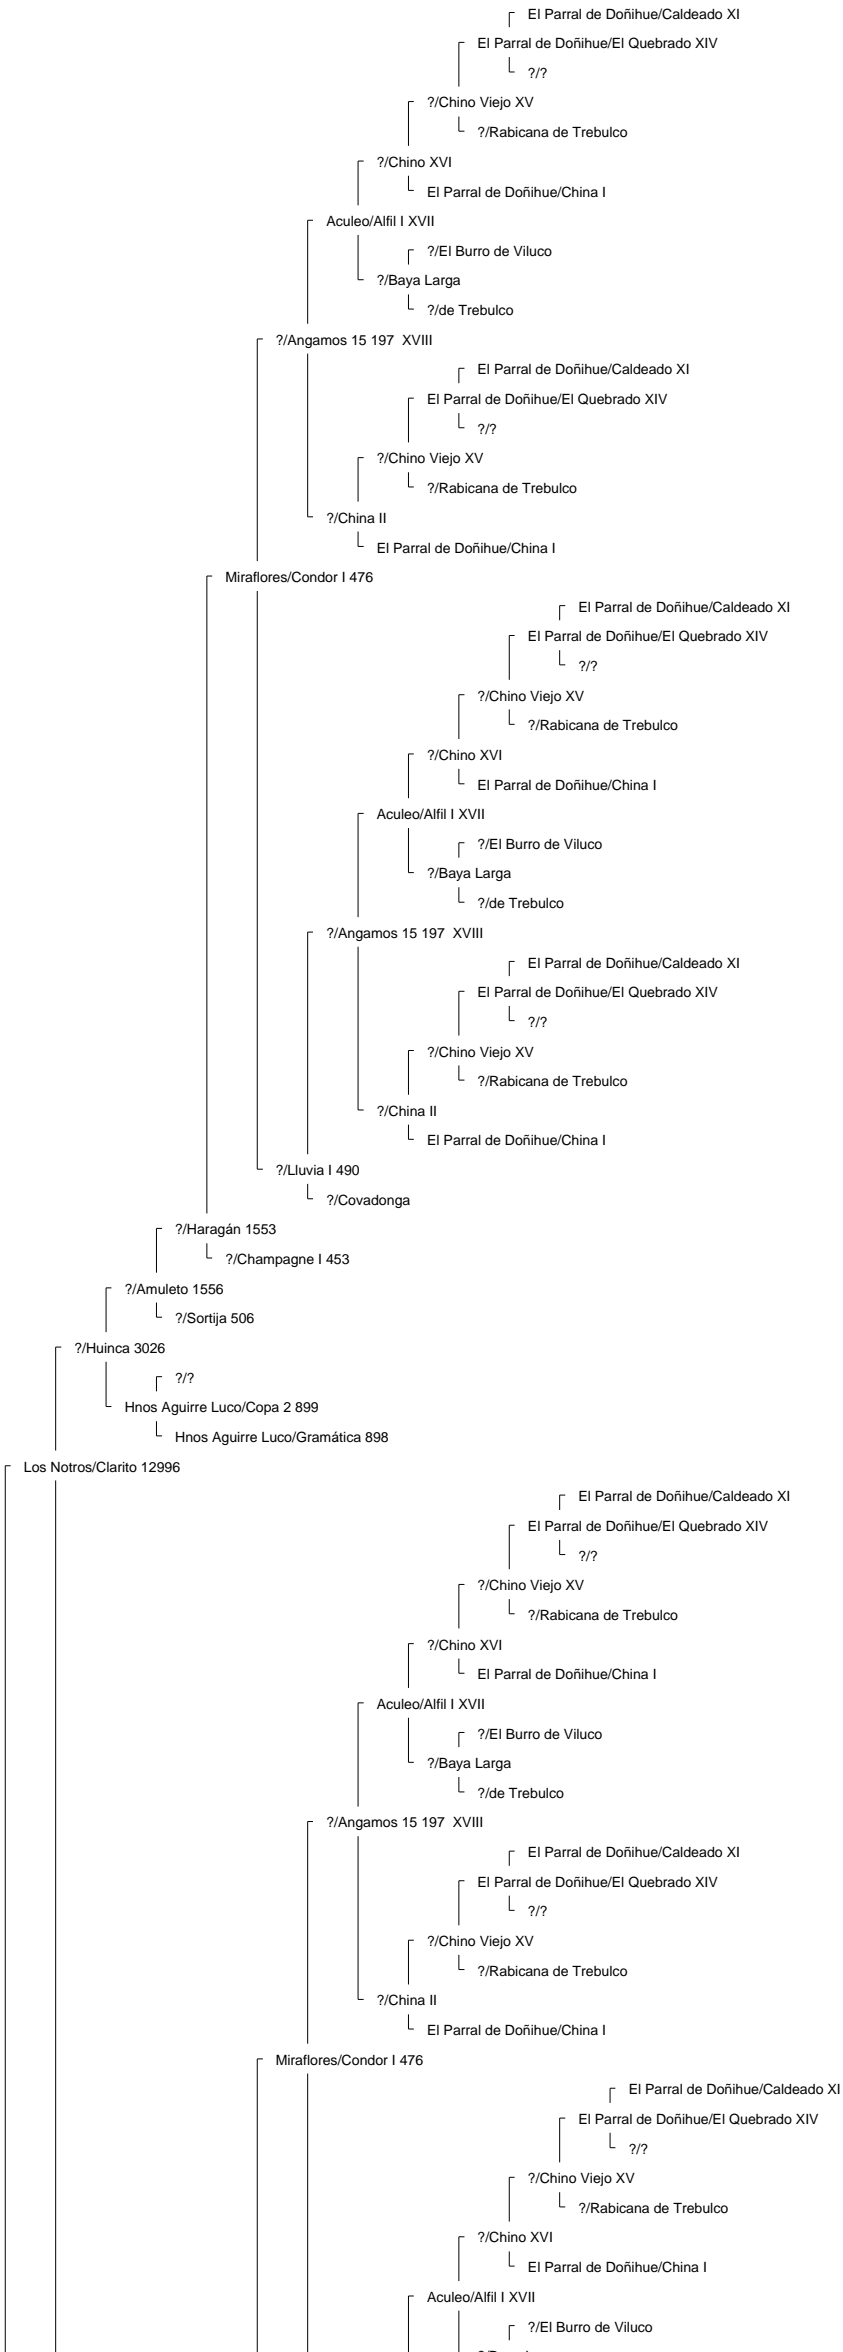 El Parral de Doñihue/Caldeado XI
El Parral de Doñihue/El Quebrado XIV
?/?
?/Chino Viejo XV
?/Rabicana de Trebulco
?/Chino XVI
El Parral de Doñihue/China I
Aculeo/Alfil I XVII
?/El Burro de Viluco
?/Baya Larga
?/de Trebulco
?/Angamos 15 197 XVIII
El Parral de Doñihue/Caldeado XI
El Parral de Doñihue/El Quebrado XIV
?/?
?/Chino Viejo XV
?/Rabicana de Trebulco
?/China II
El Parral de Doñihue/China I
Miraflores/Condor I 476
El Parral de Doñihue/Caldeado XI
El Parral de Doñihue/El Quebrado XIV
?/?
?/Chino Viejo XV
?/Rabicana de Trebulco
?/Chino XVI
El Parral de Doñihue/China I
Aculeo/Alfil I XVII
?/El Burro de Viluco
?/Baya Larga
?/de Trebulco
?/Angamos 15 197 XVIII
El Parral de Doñihue/Caldeado XI
El Parral de Doñihue/El Quebrado XIV
?/?
?/Chino Viejo XV
?/Rabicana de Trebulco
?/China II
El Parral de Doñihue/China I
?/Lluvia I 490
?/Covadonga
?/Haragán 1553
?/Champagne I 453
?/Amuleto 1556
?/Sortija 506
?/Huinca 3026
?/?
Hnos Aguirre Luco/Copa 2 899
Hnos Aguirre Luco/Gramática 898
Los Notros/Clarito 12996
El Parral de Doñihue/Caldeado XI
El Parral de Doñihue/El Quebrado XIV
?/?
?/Chino Viejo XV
?/Rabicana de Trebulco
?/Chino XVI
El Parral de Doñihue/China I
Aculeo/Alfil I XVII
?/El Burro de Viluco
?/Baya Larga
?/de Trebulco
?/Angamos 15 197 XVIII
El Parral de Doñihue/Caldeado XI
El Parral de Doñihue/El Quebrado XIV
?/?
?/Chino Viejo XV
?/Rabicana de Trebulco
?/China II
El Parral de Doñihue/China I
Miraflores/Condor I 476
El Parral de Doñihue/Caldeado XI
El Parral de Doñihue/El Quebrado XIV
?/?
?/Chino Viejo XV
?/Rabicana de Trebulco
?/Chino XVI
El Parral de Doñihue/China I
Aculeo/Alfil I XVII
?/El Burro de Viluco